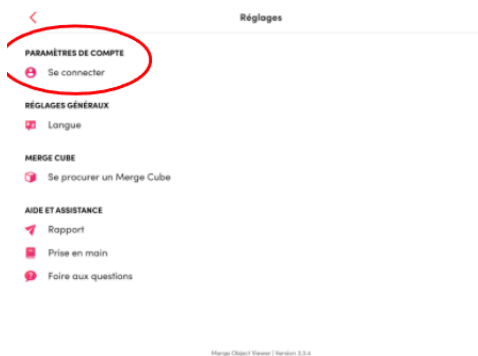 Réglages
PARAMÈTRES DE COMPTE
Se connecter
RÉGLAGES GÉNÉRAUX
Langue
MERGE CUBE
Se procurer un Merge Cube
AIDE ET ASSISTANCE
Rapport
Prise en main
Foire aux questions
Merge Object Viewer | Version 3.3.4